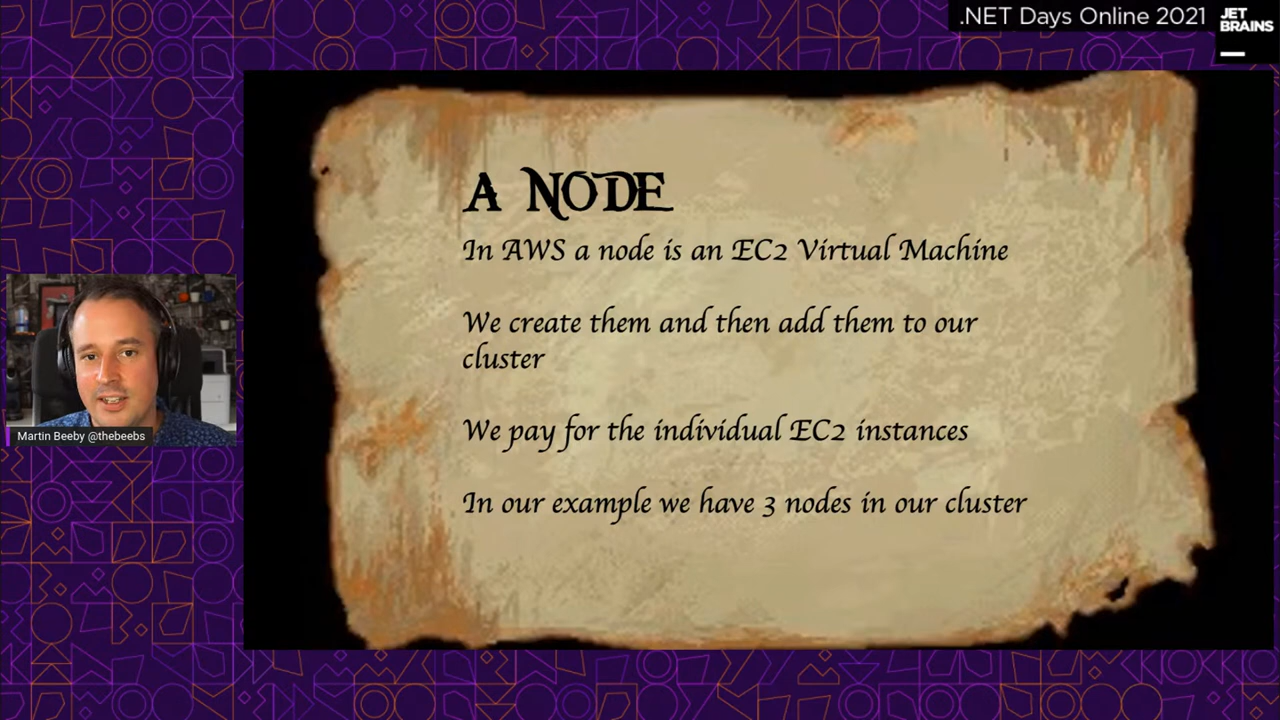 .NET Days Online 2021
JET
BRAINS
A NODE
In AWS a node is an EC2 Virtual Machine
We create them and then add them to our
cluster
We pay for the individual EC2 instances
In our example we have 3 nodes in our cluster
Martin Beeby @thebeebs